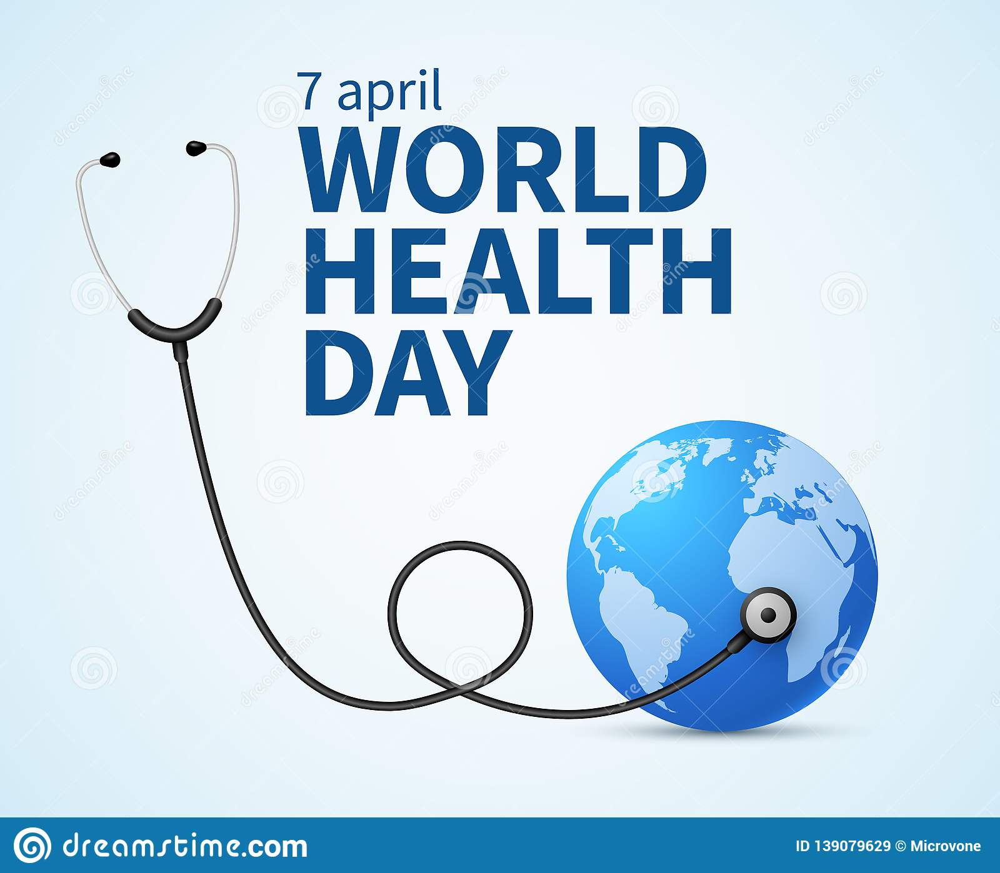 7 april
WORLD
HEALTH
DAY
dreamstime.com
ID 139079629 © Microvone